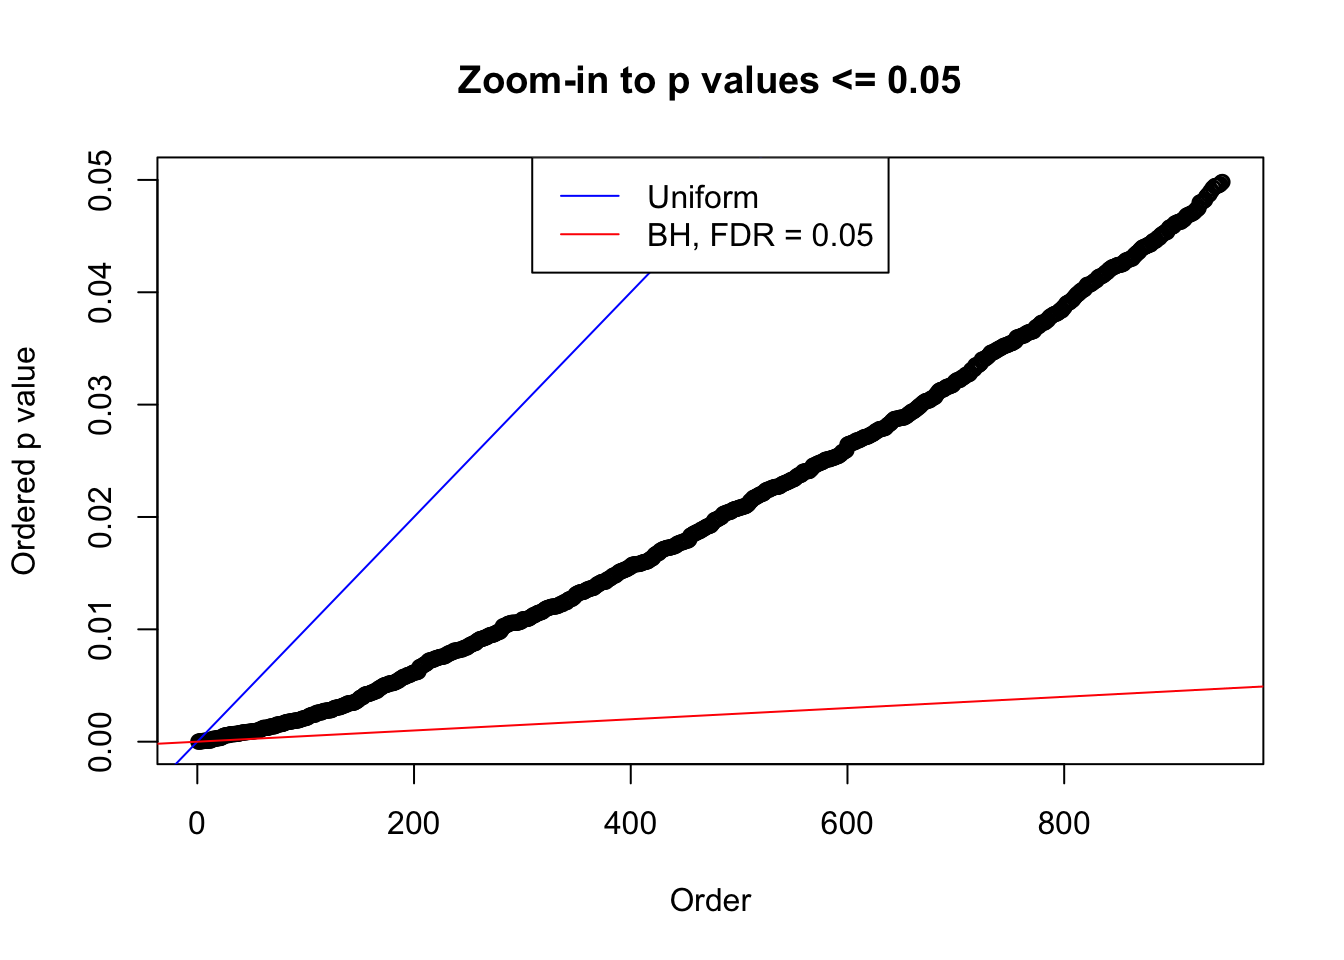 Zoom-in to p values <= 0.05
Uniform
BH, FDR = 0.05
Ordered p value
0.05
0.04
0.03
0.02
0.01
0.00
0 200 400 600 800
Order